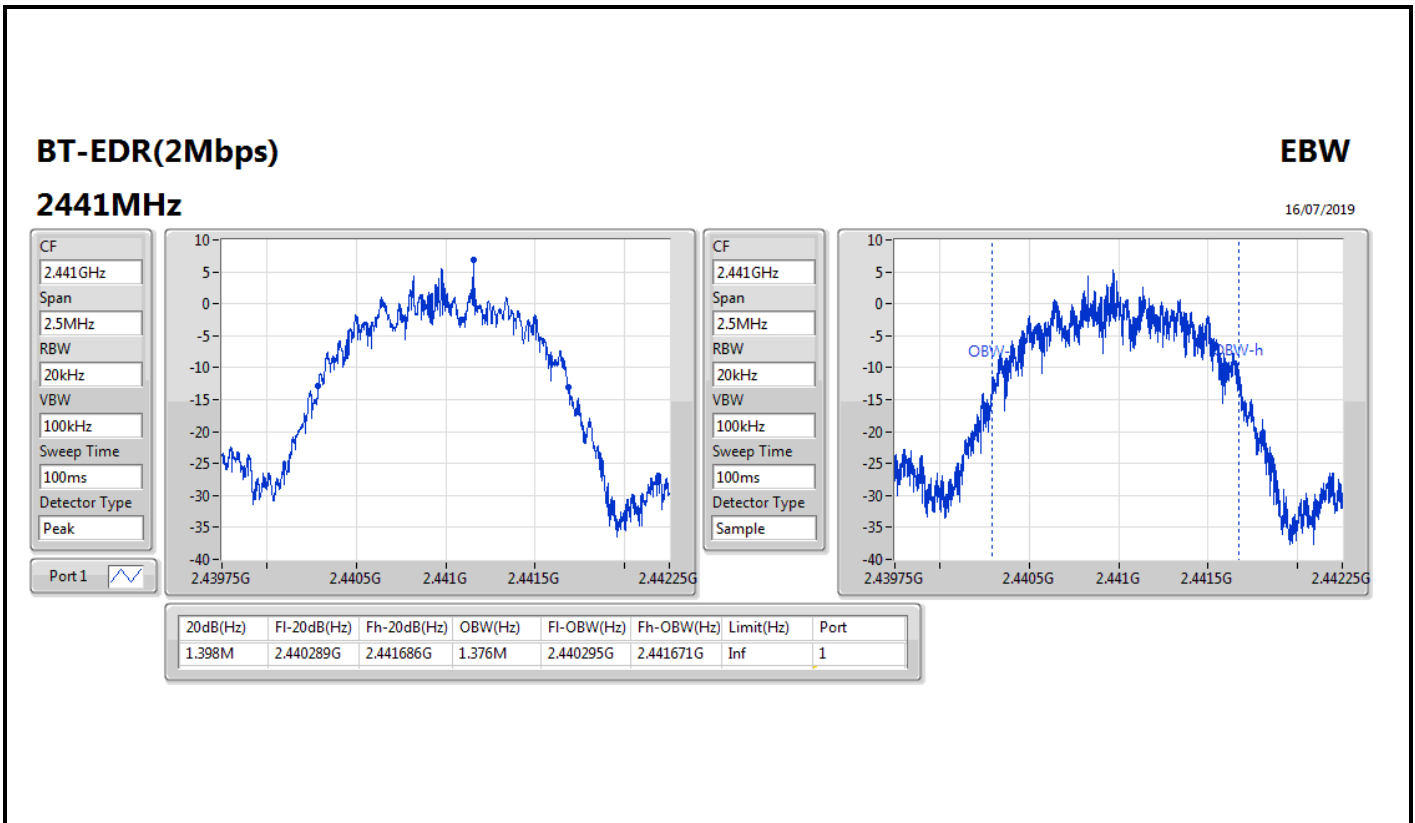 BT-EDR(2Mbps)
EBW
2441MHz
16/07/2019
CF
2.441GHz
Span
2.5MHz
RBW
20kHz
VBW
100kHz
Sweep Time
100ms
Detector Type
Peak
Port 1
10
5
0
-5
-10
-15
-20
-25
-30
-35
-40
2.43975G 2.4405G 2.441G 2.4415G 2.44225G
CF
2.441GHz
Span
2.5MHz
RBW
20kHz
VBW
100kHz
Sweep Time
100ms
Detector Type
Sample
10
5
0
-5
-10
-15
-20
-25
-30
-35
-40
OBW-h
2.43975G 2.4405G 2.441G 2.4415G 2.44225G
20dB(Hz) Fl-20dB(Hz) Fh-20dB(Hz) OBW(Hz) Fl-OBW(Hz) Fh-OBW(Hz) Limit(Hz) Port
1.398M 2.440289G 2.441686G 1.376M 2.440295G 2.441671G Inf 1